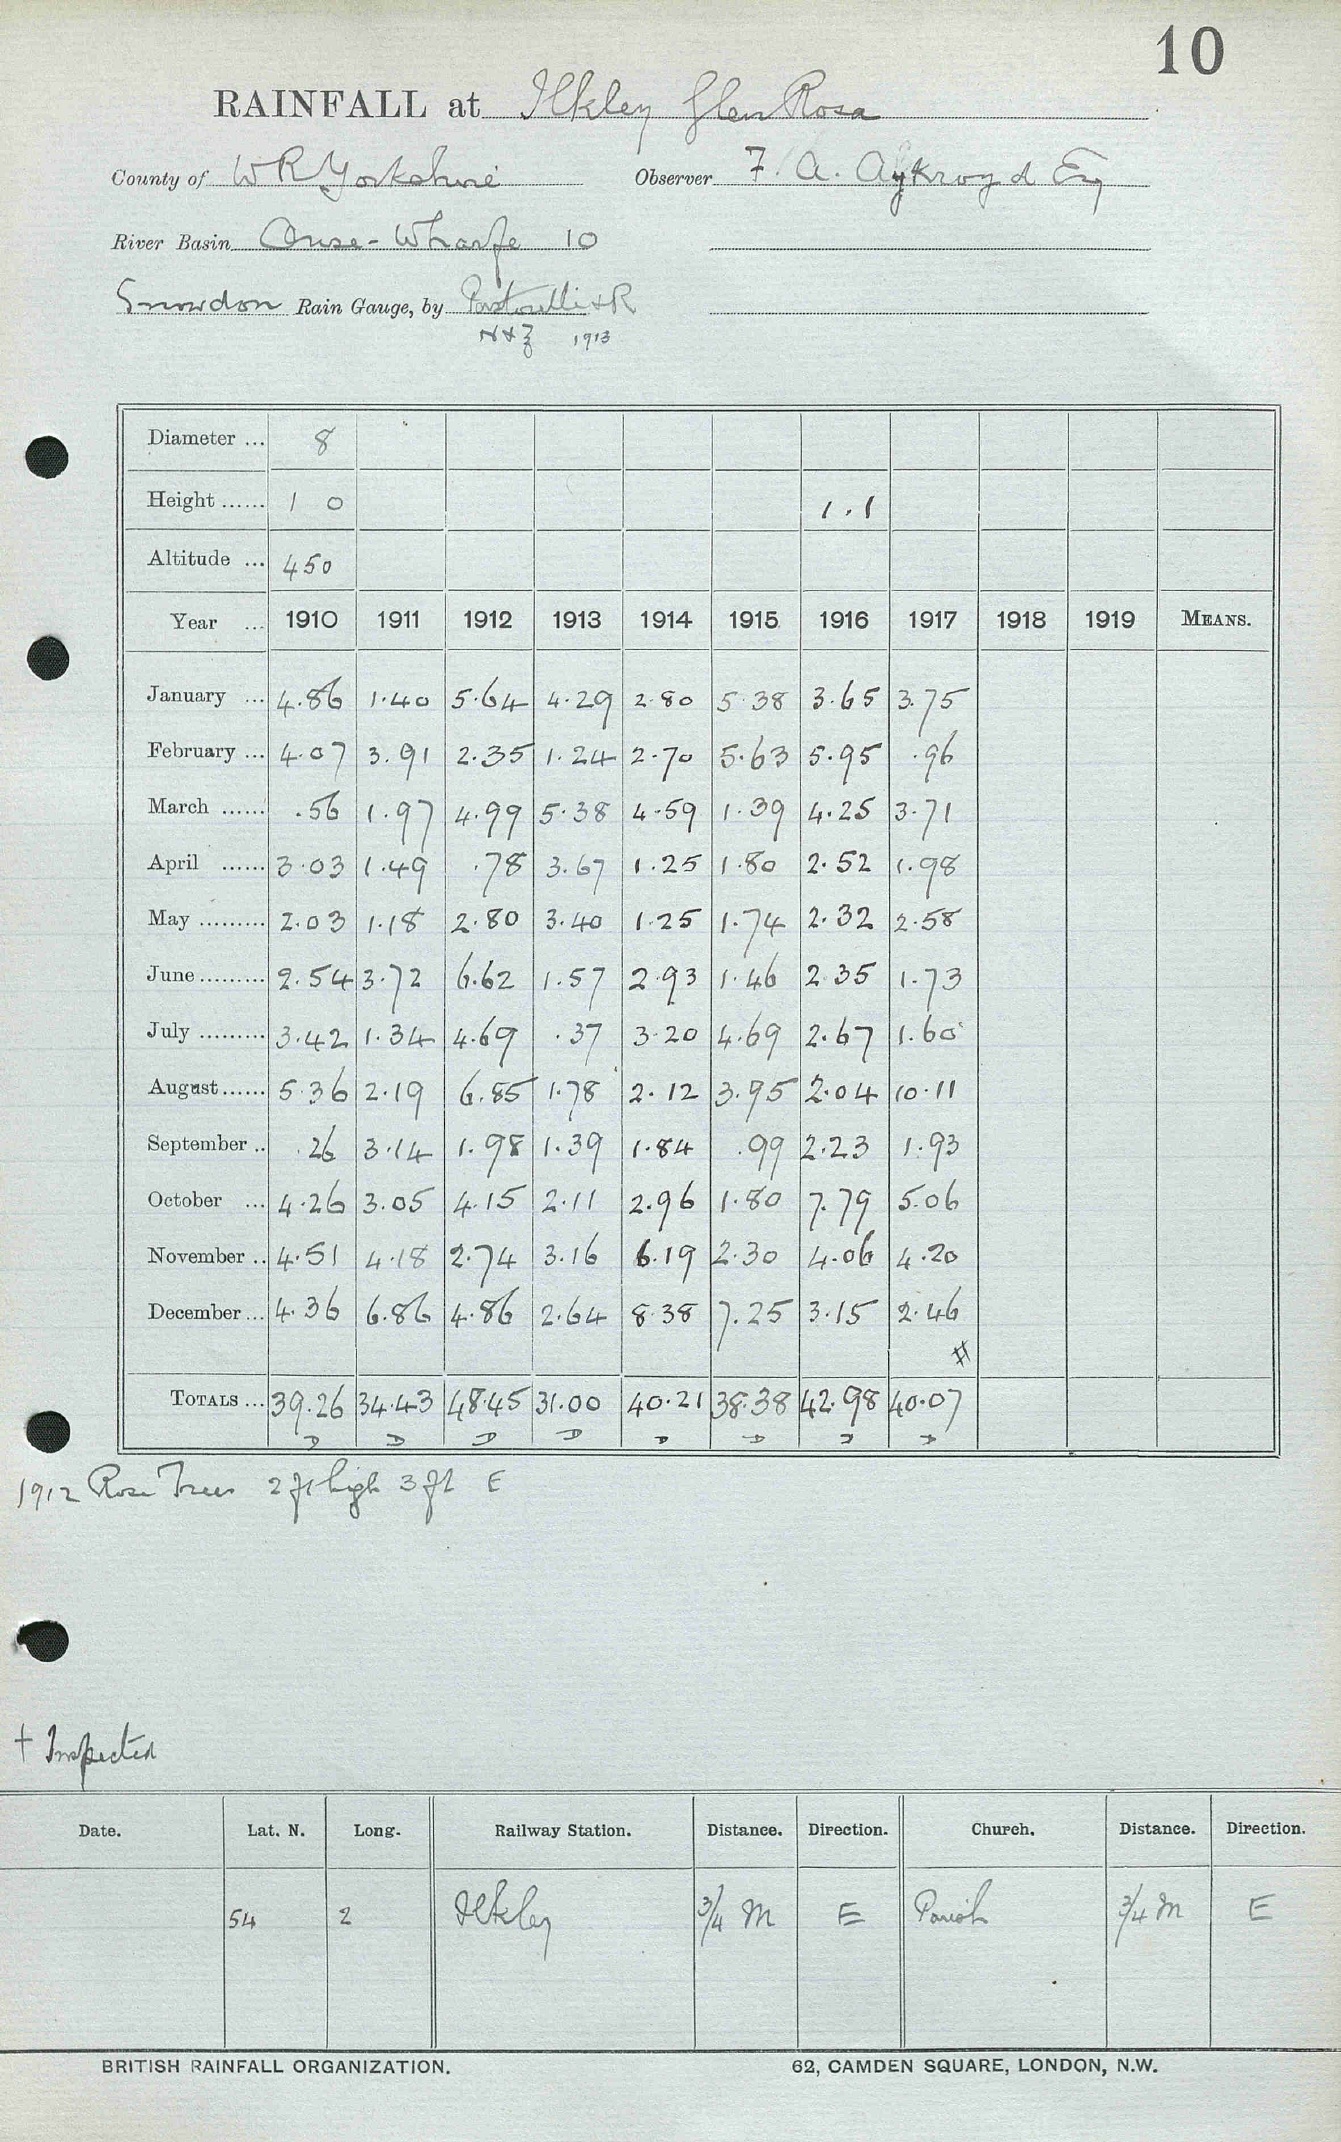 10
RAINFALL at Ilkley Glen Rosa
County of W R Yorkshire Observer F. A. Aykroyd Esq
River Basin Ouse - Wharfe 10
Snowdon Rain Gauge, by Pastorelli & R
N & Z 1913
Diameter ... 8
Height ...... 1 0 1.1
Altitude ... 450
Year ... 1910 1911 1912 1913 1914 1915 1916 1917 1918 1919 MEANS.
January ... 4.86 1.40 5.64 4.29 2.80 5.38 3.65 3.75
February ... 4.07 3.91 2.35 1.24 2.70 5.63 5.95 .96
March ...... .56 1.97 4.99 5.38 4.59 1.39 4.25 3.71
April ...... 3.03 1.49 .78 3.67 1.25 1.80 2.52 1.98
May ......... 2.03 1.18 2.80 3.40 1.25 1.74 2.32 2.58
June ......... 2.54 3.72 6.62 1.57 2.93 1.46 2.35 1.73
July ......... 3.42 1.34 4.69 .37 3.20 4.69 2.67 1.60
August ...... 5.36 2.19 6.85 1.78 2.12 3.95 2.04 10.11
September .. .26 3.14 1.98 1.39 1.84 .99 2.23 1.93
October ... 4.26 3.05 4.15 2.11 2.96 1.80 7.79 5.06
November .. 4.51 4.18 2.74 3.16 6.19 2.30 4.06 4.20
December ... 4.36 6.86 4.86 2.64 8.38 7.25 3.15 2.46
#
TOTALS ... 39.26 34.43 48.45 31.00 40.21 38.38 42.98 40.07
D D D D D D D D
1912 Rose Trees 2 ft high 3 ft E
† Inspected
Date. Lat. N. Long. Railway Station. Distance. Direction. Church. Distance. Direction.
54 2 Ilkley 3/4 M E Parish 3/4 M E
BRITISH RAINFALL ORGANIZATION. 62, CAMDEN SQUARE, LONDON, N.W.